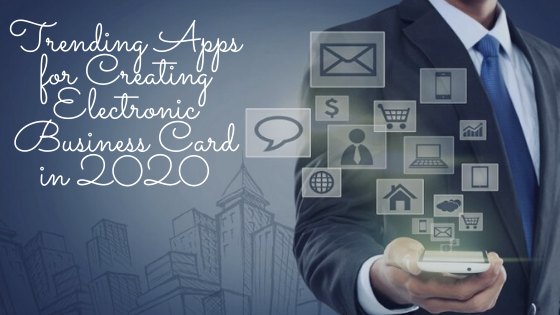 Trending Apps
for Creating
Electronic
Business Card
in 2020
$